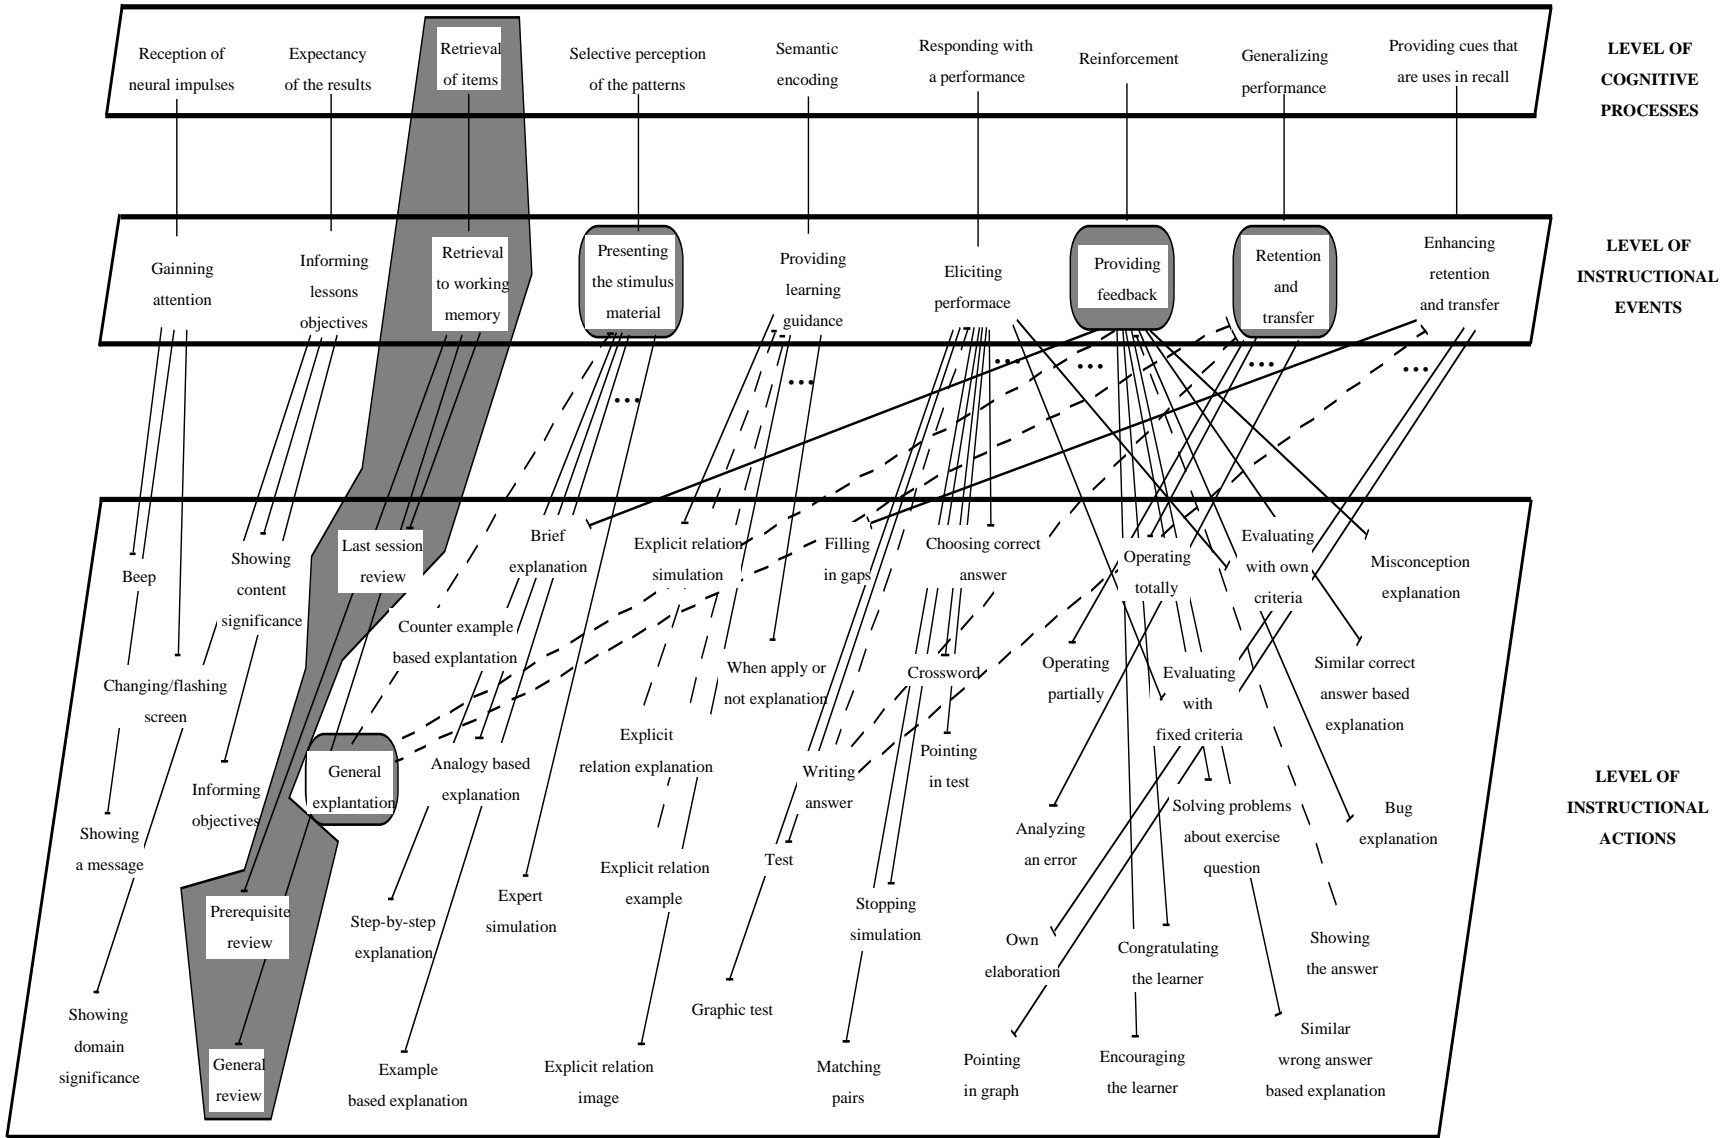 Reception of
neural impulses
Expectancy
of the results
Retrieval
of items
Selective perception
of the patterns
Semantic
encoding
Responding with
a performance
Reinforcement
Generalizing
performance
Providing cues that
are uses in recall
LEVEL OF
COGNITIVE
PROCESSES
Gainning
attention
Informing
lessons
objectives
Retrieval
to working
memory
Presenting
the stimulus
material
Providing
learning
guidance
Eliciting
performace
Providing
feedback
Retention
and
transfer
Enhancing
retention
and transfer
LEVEL OF
INSTRUCTIONAL
EVENTS
...
...
...
...
...
...
Beep
Showing
content
significance
Last session
review
Brief
explanation
Explicit relation
simulation
Filling
in gaps
Choosing correct
answer
Operating
totally
Evaluating
with own
criteria
Misconception
explanation
Changing/flashing
screen
Counter example
based explantation
When apply or
not explanation
Crossword
Operating
partially
Evaluating
with
fixed criteria
Similar correct
answer based
explanation
Informing
objectives
General
explantation
Analogy based
explanation
Explicit
relation explanation
Writing
answer
Pointing
in test
Showing
a message
Analyzing
an error
Solving problems
about exercise
question
Bug
explanation
LEVEL OF
INSTRUCTIONAL
ACTIONS
Prerequisite
review
Step-by-step
explanation
Expert
simulation
Explicit relation
example
Test
Stopping
simulation
Own
elaboration
Congratulating
the learner
Showing
the answer
Showing
domain
significance
General
review
Example
based explanation
Explicit relation
image
Graphic test
Matching
pairs
Pointing
in graph
Encouraging
the learner
Similar
wrong answer
based explanation